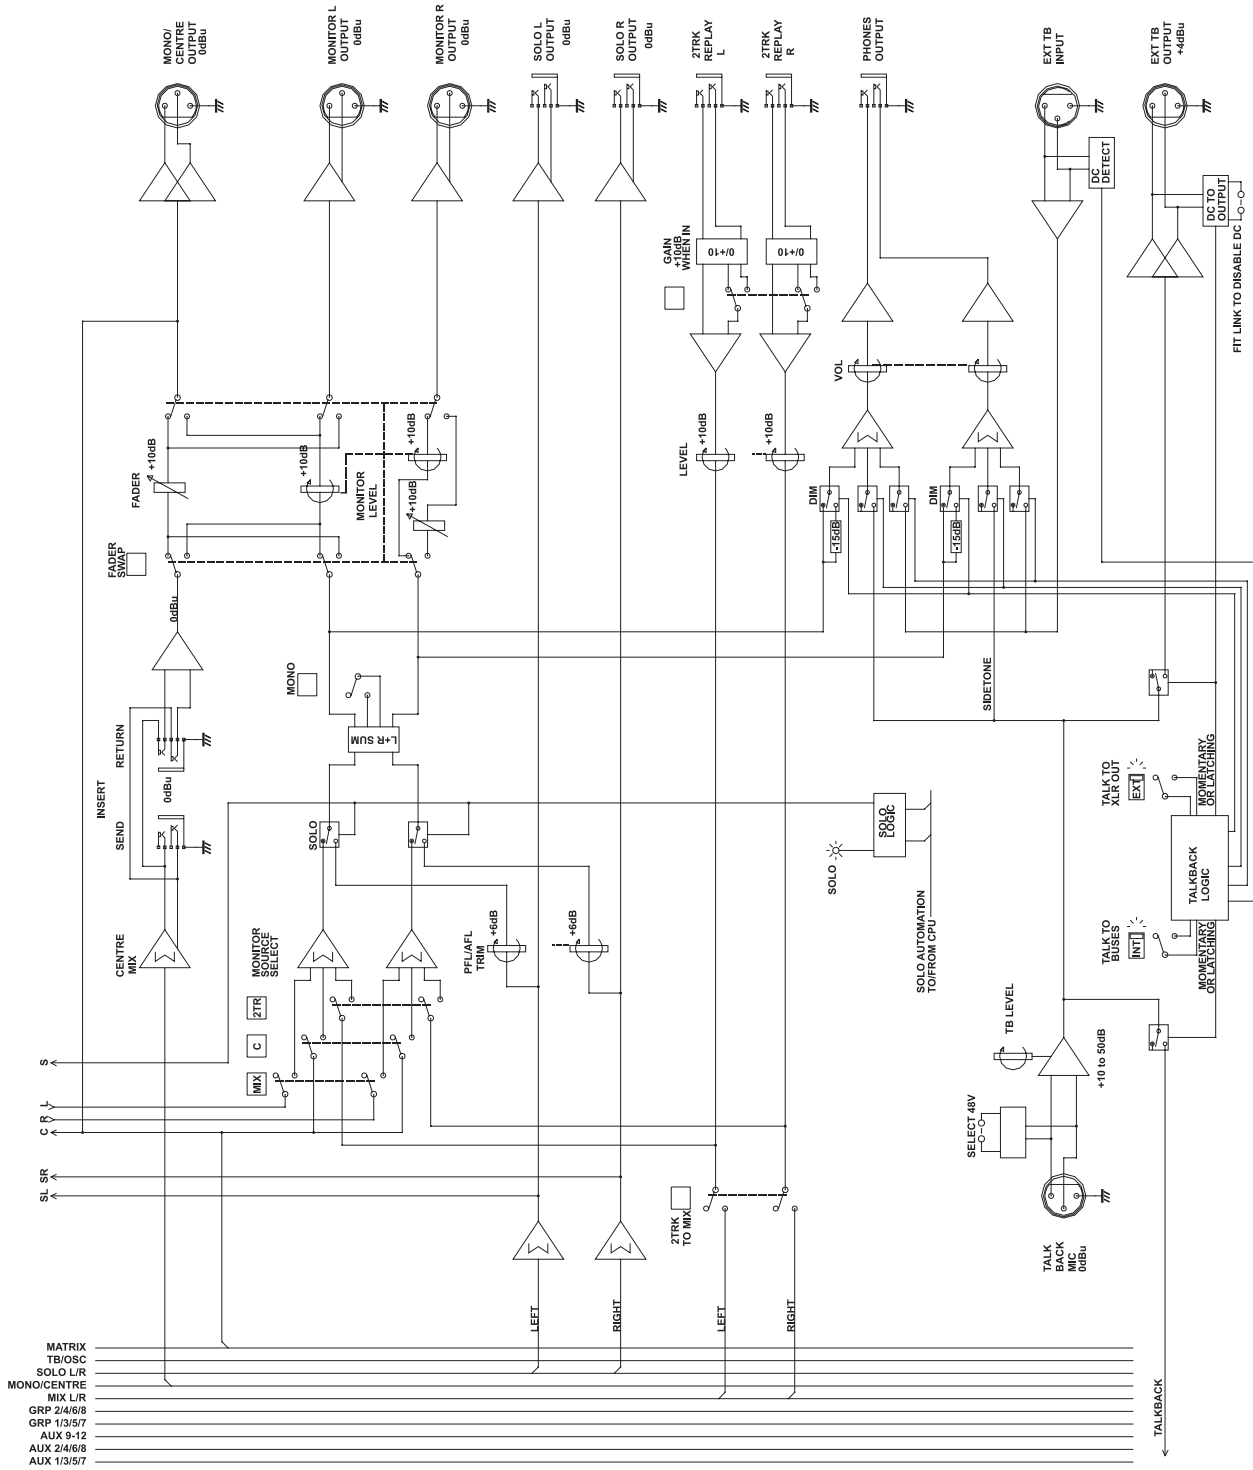 MONO/
CENTRE
OUTPUT
0dBu
MONITOR L
OUTPUT
0dBu
MONITOR R
OUTPUT
0dBu
SOLO L
OUTPUT
0dBu
SOLO R
OUTPUT
0dBu
2TRK
REPLAY
L
2TRK
REPLAY
R
PHONES
OUTPUT
EXT TB
INPUT
EXT TB
OUTPUT
+4dBu
DC
DETECT
DC TO
OUTPUT
FIT LINK TO DISABLE DC
GAIN
+10dB
WHEN IN
0/+10
0/+10
VOL
FADER
+10dB
+10dB
MONITOR
LEVEL
+10dB
+10dB
LEVEL
+10dB
+10dB
DIM
-15dB
DIM
-15dB
FADER
SWAP
0dBu
MONO
L+R SUM
SIDETONE
INSERT
RETURN
SEND
0dBu
SOLO
SOLO
LOGIC
SOLO
SOLO AUTOMATION
TO/FROM CPU
TALK TO
XLR OUT
EXT
MOMENTARY
OR LATCHING
TALKBACK
LOGIC
TALK TO
BUSES
INT
MOMENTARY
OR LATCHING
CENTRE
MIX
MONITOR
SOURCE
SELECT
PFL/AFL
TRIM
+6dB
+6dB
2TR
C
MIX
TB LEVEL
+10 to 50dB
SELECT 48V
S
L
R
C
SR
SL
2TRK
TO MIX
TALK
BACK
MIC
0dBu
LEFT
RIGHT
LEFT
RIGHT
TALKBACK
MATRIX
TB/OSC
SOLO L/R
MONO/CENTRE
MIX L/R
GRP 2/4/6/8
GRP 1/3/5/7
AUX 9-12
AUX 2/4/6/8
AUX 1/3/5/7